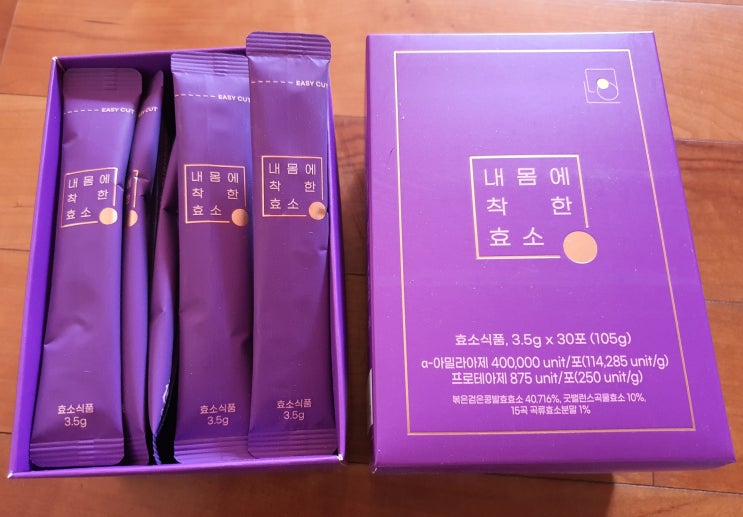 EASY CUT
내 몸에
착한
효소
효소식품
3.5g
CUT
EASY CUT
내 몸에
착한
효소
효소식품
3.5g
EASY CUT
내 몸에
착한
효소
효소식품
3.5g
내 몸에
착한
효소
효소식품, 3.5g x 30포 (105g)
α-아밀라아제 400,000 unit/포(114,285 unit/g)
프로테아제 875 unit/포(250 unit/g)
볶은검은콩발효효소 40.716%, 굿밸런스곡물효소 10%,
15곡 곡류효소분말 1%